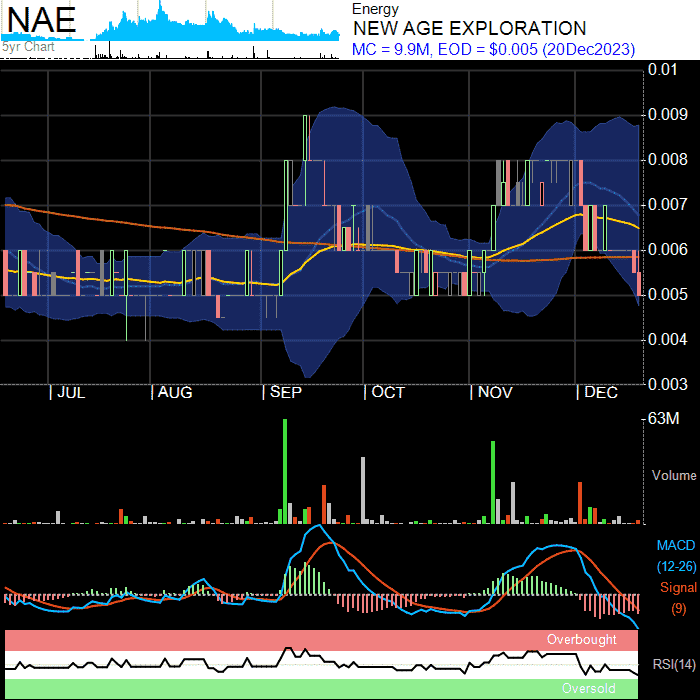 NAE
5yr Chart
Energy
NEW AGE EXPLORATION
MC = 9.9M, EOD = $0.005 (20Dec2023)
0.01
0.009
0.008
0.007
0.006
0.005
0.004
0.003
| JUL | AUG | SEP | OCT | NOV | DEC
63M
Volume
MACD
(12-26)
Signal
(9)
Overbought
RSI(14)
Oversold